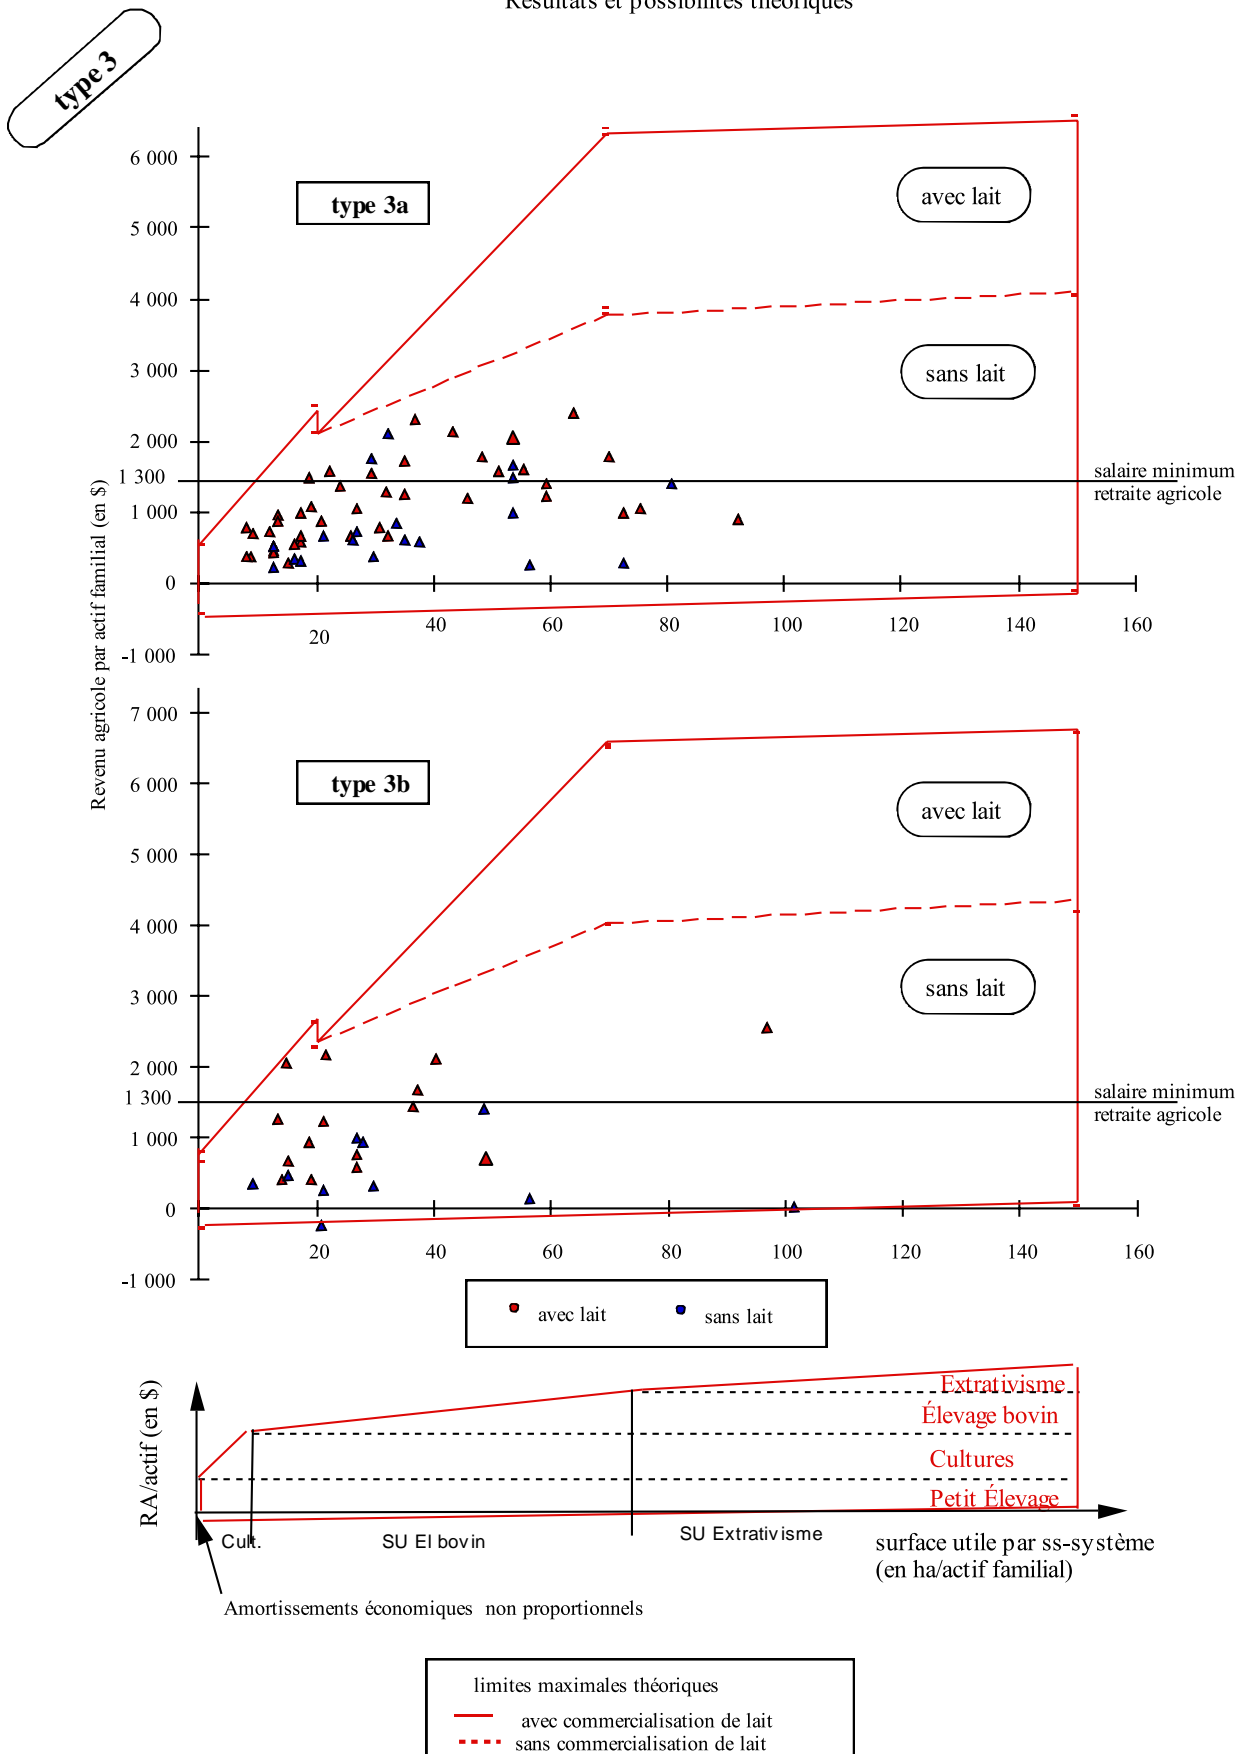 Résultats et possibilités théoriques
type 3
Revenu agricole par actif familial (en $)
6 000
5 000
4 000
3 000
2 000
1 300
1 000
0
-1 000
type 3a
avec lait
sans lait
salaire minimum
retraite agricole
20 40 60 80 100 120 140 160
7 000
6 000
5 000
4 000
3 000
2 000
1 300
1 000
0
-1 000
type 3b
avec lait
sans lait
salaire minimum
retraite agricole
20 40 60 80 100 120 140 160
avec lait sans lait
RA/actif (en $)
Extrativisme
Élevage bovin
Cultures
Petit Élevage
Cult. SU El bovin SU Extrativisme
surface utile par ss-système
(en ha/actif familial)
Amortissements économiques non proportionnels
limites maximales théoriques
avec commercialisation de lait
sans commercialisation de lait